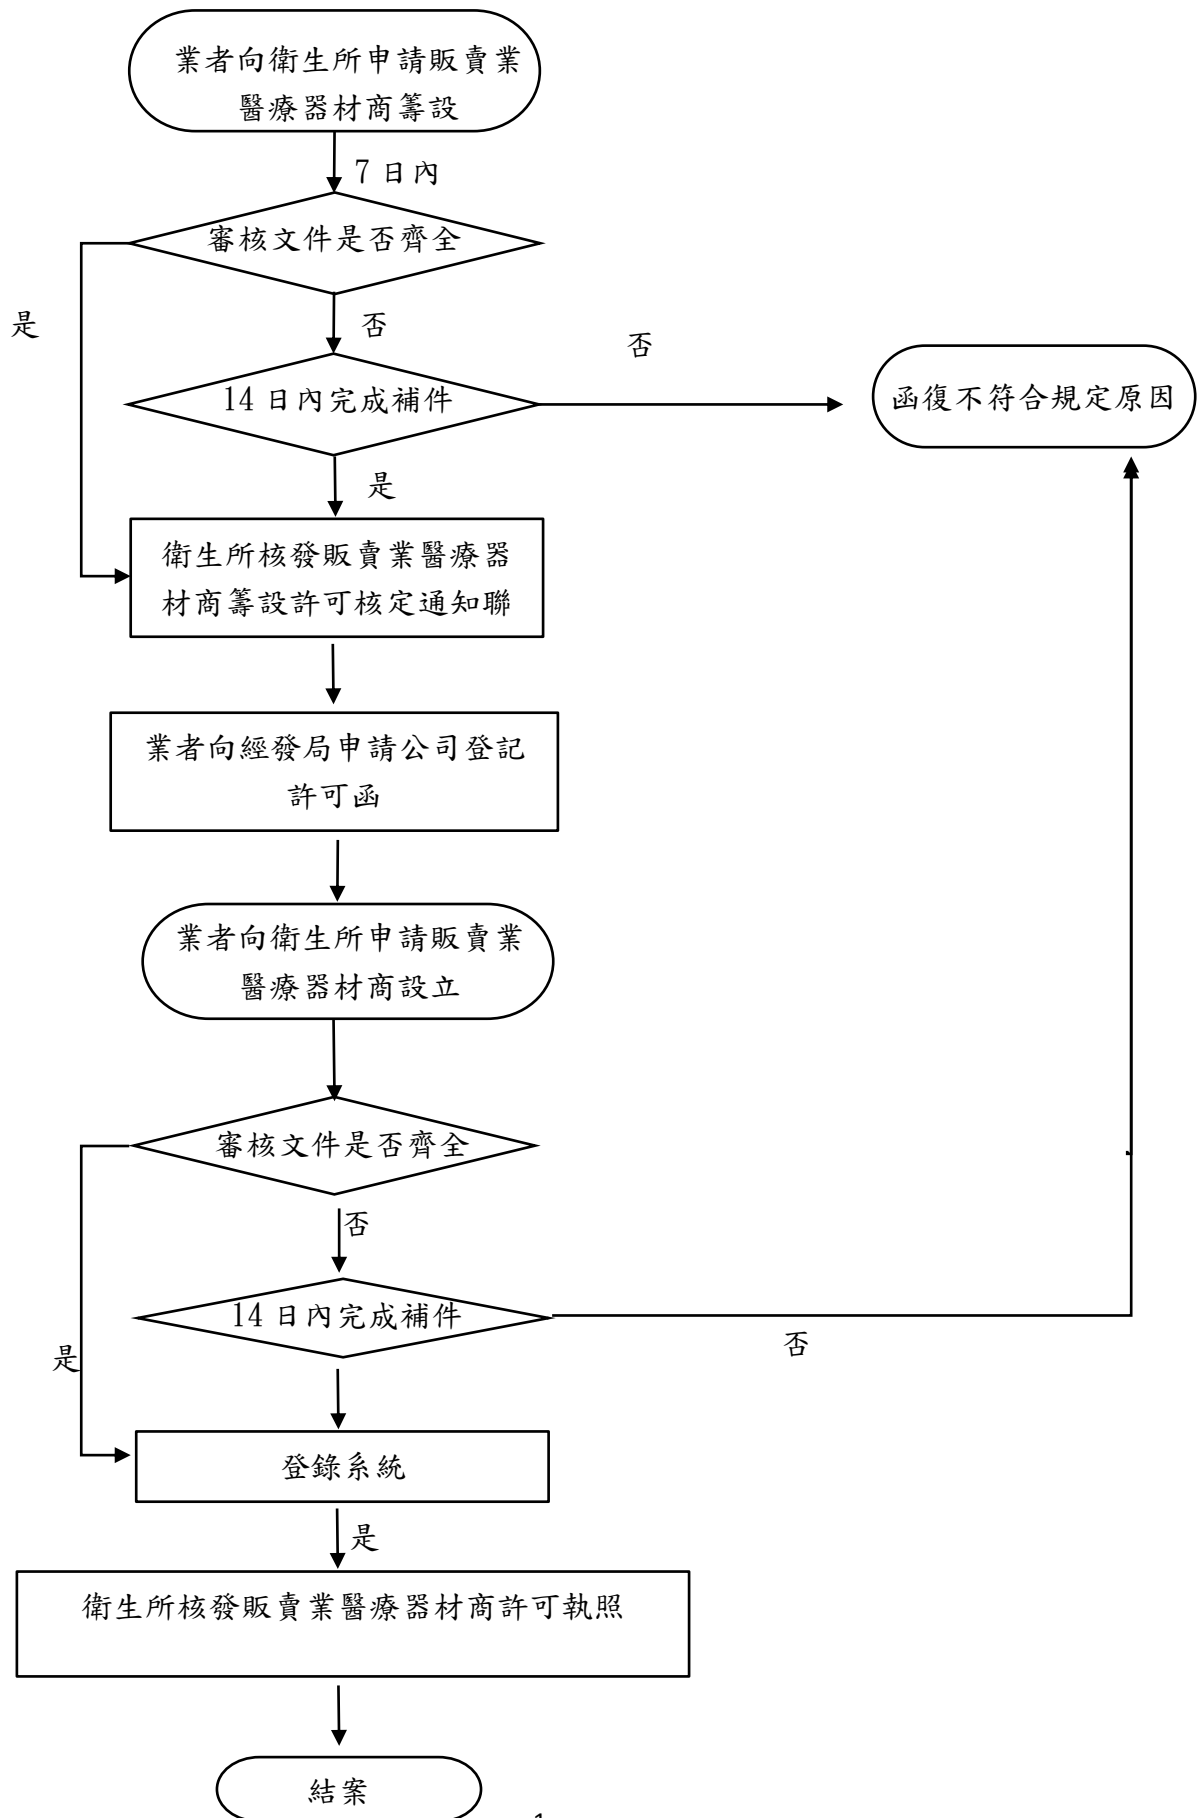 業者向衛生所申請販賣業
醫療器材商籌設
7 日內
審核文件是否齊全
是
否
否
14 日內完成補件
函復不符合規定原因
是
衛生所核發販賣業醫療器
材商籌設許可核定通知聯
業者向經發局申請公司登記
許可函
業者向衛生所申請販賣業
醫療器材商設立
審核文件是否齊全
否
14 日內完成補件
否
是
登錄系統
是
衛生所核發販賣業醫療器材商許可執照
結案
1